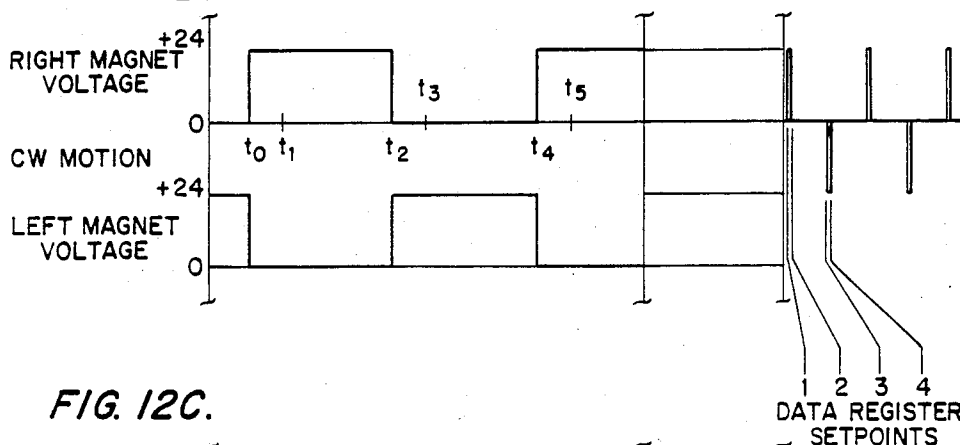 +24
RIGHT MAGNET
VOLTAGE
0
t3
t5
t0 t1 t2 t4
CW MOTION
+24
LEFT MAGNET
VOLTAGE
0
1 2 3 4
DATA REGISTER
SETPOINTS
FIG. 12C.